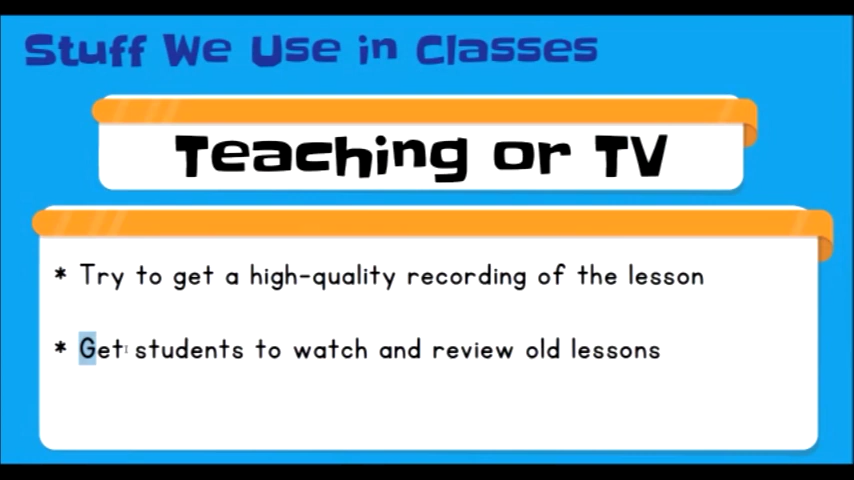 Stuff We Use in Classes
Teaching or TV
* Try to get a high-quality recording of the lesson
* Get students to watch and review old lessons